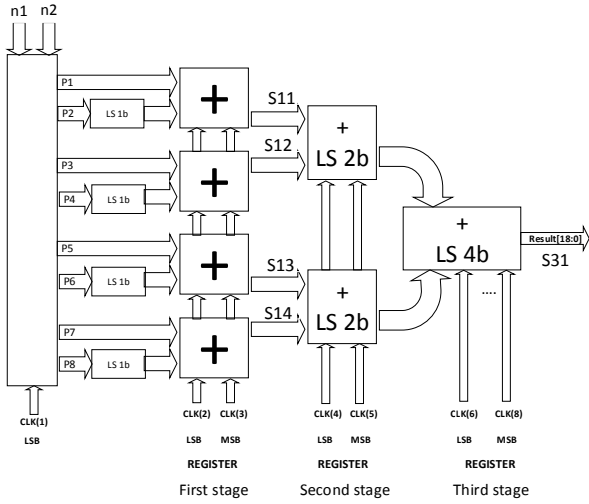 n1 n2
P1
P2 LS 1b
P3
P4 LS 1b
P5
P6 LS 1b
P7
P8 LS 1b
+
+
+
+
S11
S12
S13
S14
+
LS 2b
+
LS 2b
+
LS 4b
Result[18:0]
S31
....
CLK(1)
LSB
CLK(2) CLK(3) CLK(4) CLK(5) CLK(6) CLK(8)
LSB MSB LSB MSB LSB MSB
REGISTER REGISTER REGISTER
First stage Second stage Third stage